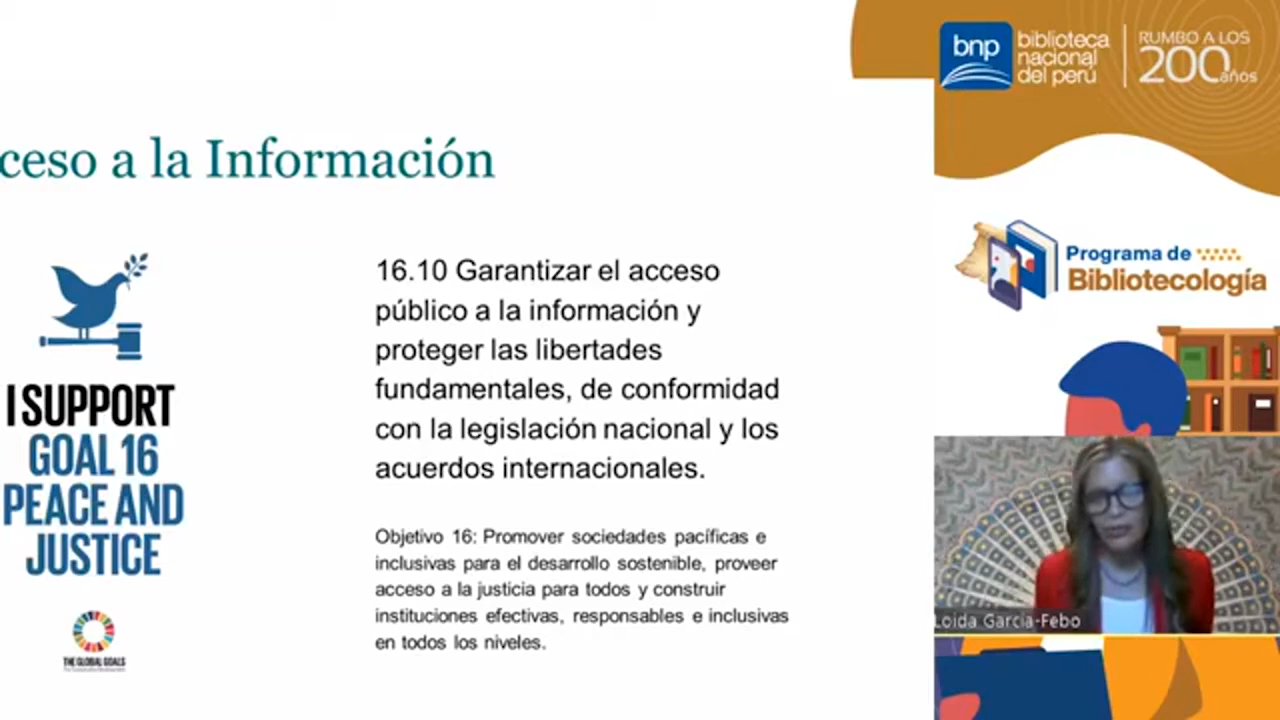 bnp
biblioteca
nacional
del perú
RUMBO A LOS
200
años
ceso a la Información
Programa de
Bibliotecología
I SUPPORT
GOAL 16
PEACE AND
JUSTICE
THE GLOBAL GOALS
16.10 Garantizar el acceso
público a la información y
proteger las libertades
fundamentales, de conformidad
con la legislación nacional y los
acuerdos internacionales.
Objetivo 16: Promover sociedades pacíficas e
inclusivas para el desarrollo sostenible, proveer
acceso a la justicia para todos y construir
instituciones efectivas, responsables e inclusivas
en todos los niveles.
Loida Garcia-Febo